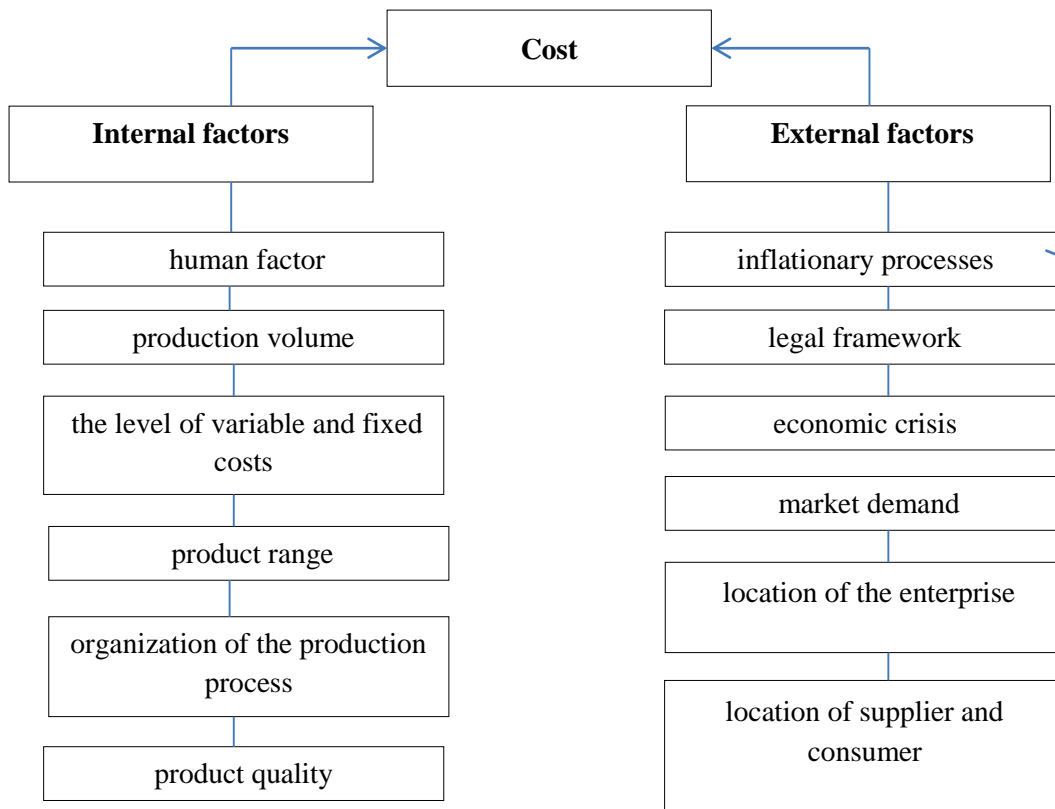 Cost
Internal factors
human factor
production volume
the level of variable and fixed
costs
product range
organization of the production
process
product quality
External factors
inflationary processes
legal framework
economic crisis
market demand
location of the enterprise
location of supplier and
consumer